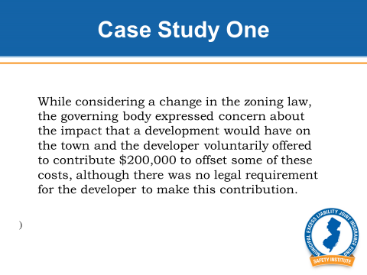 Case Study One
While considering a change in the zoning law,
the governing body expressed concern about
the impact that a development would have on
the town and the developer voluntarily offered
to contribute $200,000 to offset some of these
costs, although there was no legal requirement
for the developer to make this contribution.
)
MUNICIPAL EXCESS LIABILITY JOINT INSURANCE FUND
SAFETY INSTITUTE